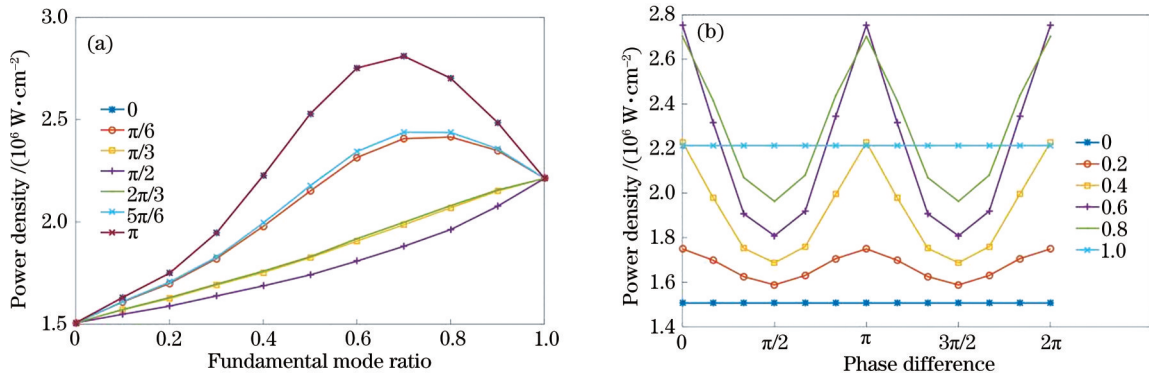 (a)
Power density /(10⁶ W·cm⁻²)
3.0
2.5
2.0
1.5
0
π/6
π/3
π/2
2π/3
5π/6
π
0 0.2 0.4 0.6 0.8 1.0
Fundamental mode ratio
(b)
Power density /(10⁶ W·cm⁻²)
2.8
2.6
2.4
2.2
2.0
1.8
1.6
1.4
0 π/2 π 3π/2 2π
Phase difference
0
0.2
0.4
0.6
0.8
1.0